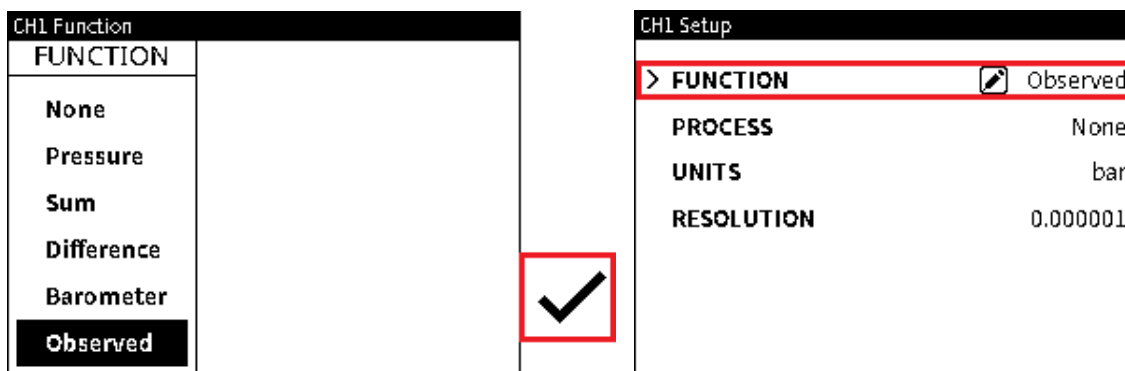 CH1 Function
FUNCTION
None
Pressure
Sum
Difference
Barometer
Observed
CH1 Setup
> FUNCTION Observed
PROCESS None
UNITS bar
RESOLUTION 0.000001